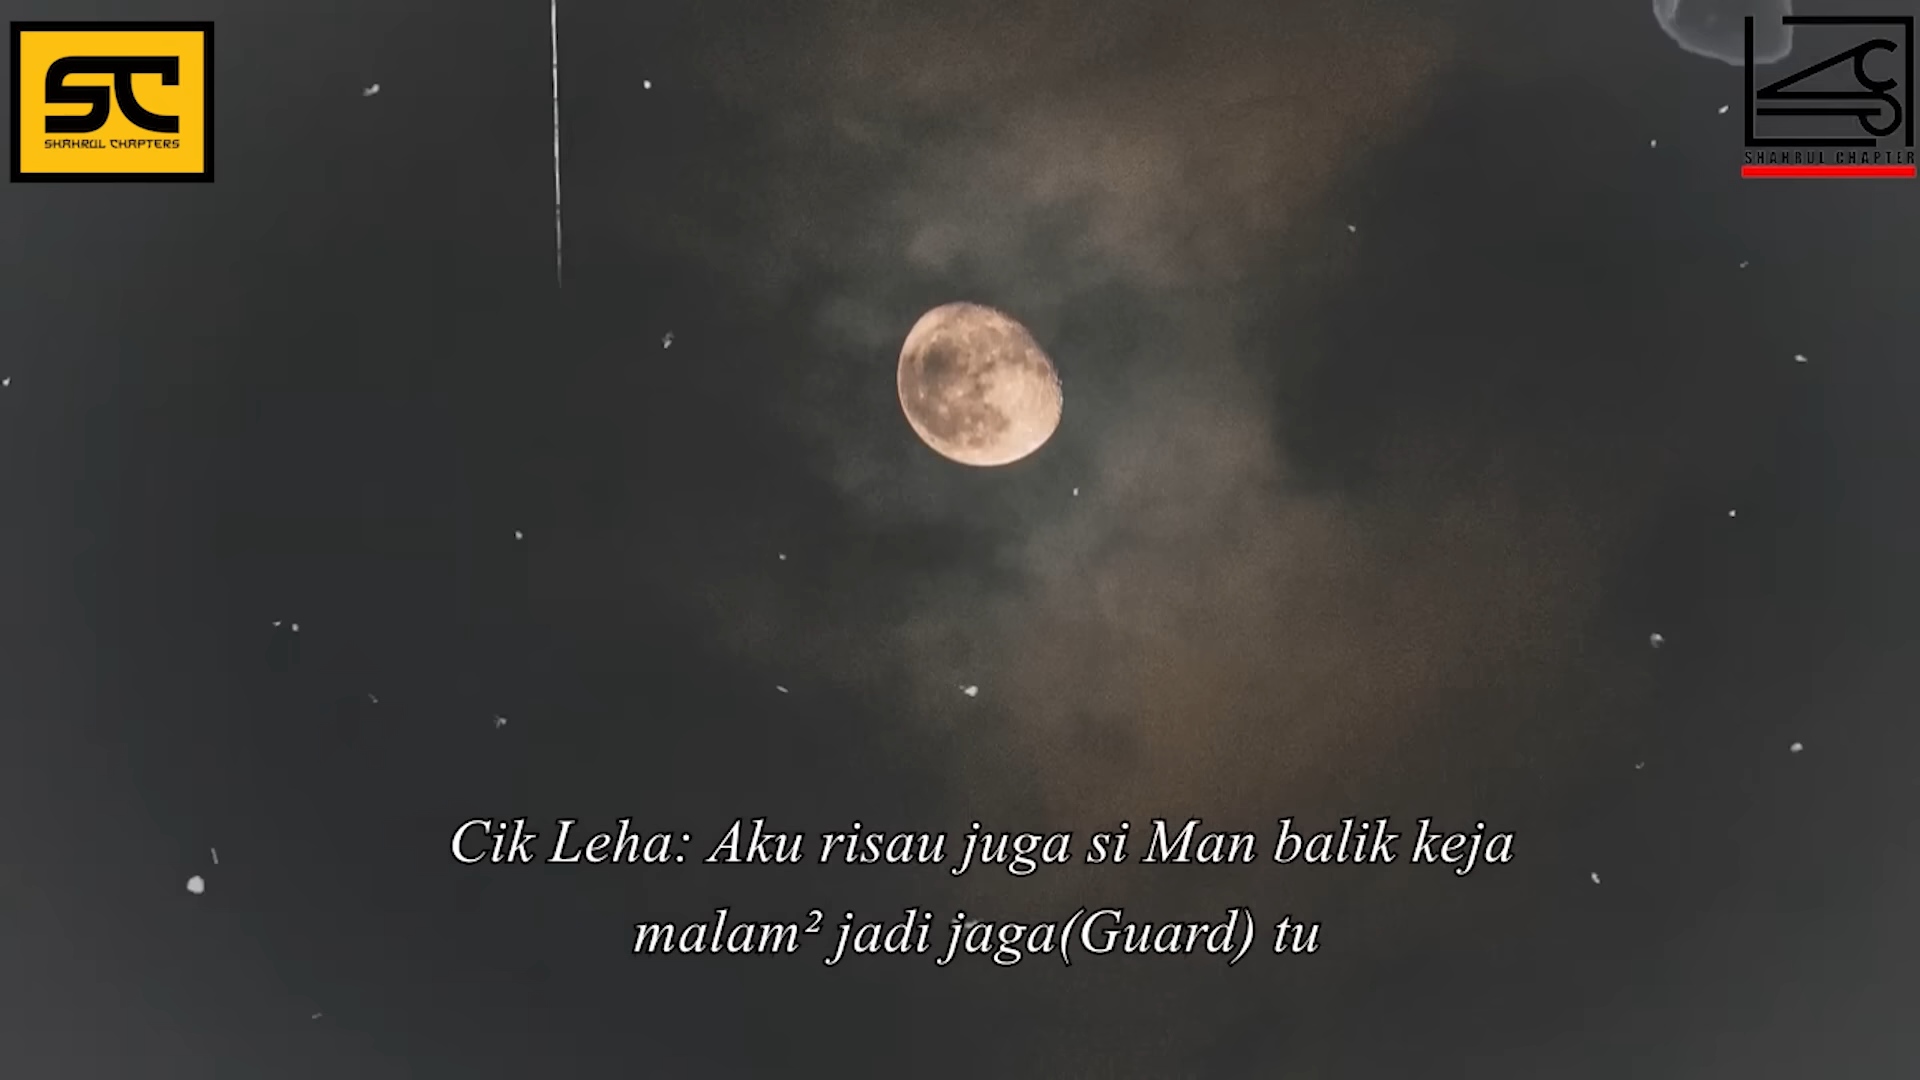 SC
SHAHRUL CHAPTERS
SHAHRUL CHAPTER
Cik Leha: Aku risau juga si Man balik keja
malam² jadi jaga(Guard) tu